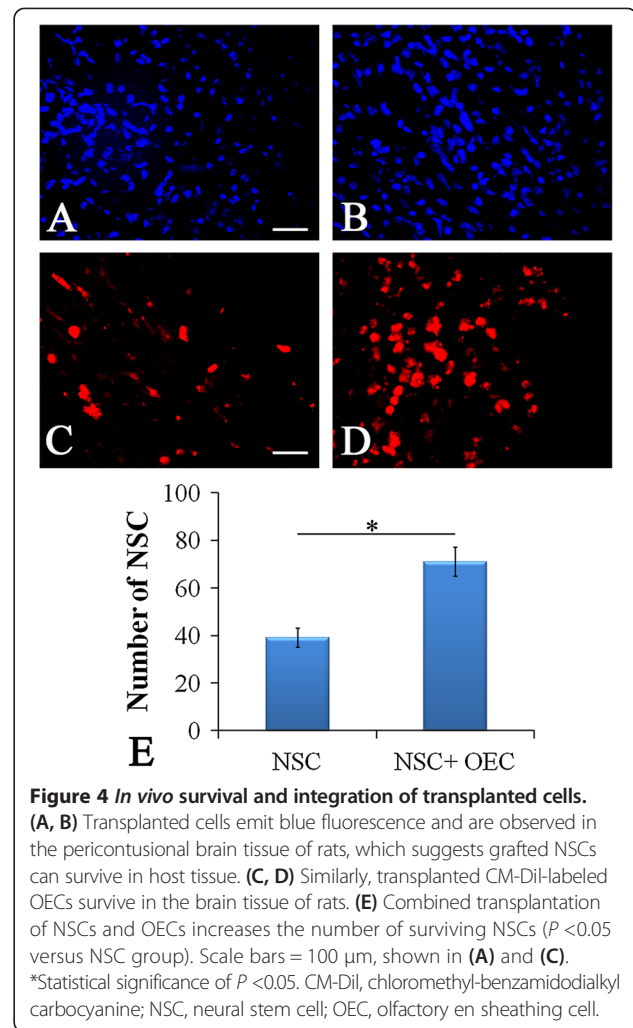 A
B
C
D
100
80
60
40
20
0
Number of NSC
*
E
NSC
NSC+ OEC
Figure 4 In vivo survival and integration of transplanted cells.
(A, B) Transplanted cells emit blue fluorescence and are observed in
the pericontusional brain tissue of rats, which suggests grafted NSCs
can survive in host tissue. (C, D) Similarly, transplanted CM-Dil-labeled
OECs survive in the brain tissue of rats. (E) Combined transplantation
of NSCs and OECs increases the number of surviving NSCs (P <0.05
versus NSC group). Scale bars = 100 μm, shown in (A) and (C).
*Statistical significance of P <0.05. CM-Dil, chloromethyl-benzamidodialkyl
carbocyanine; NSC, neural stem cell; OEC, olfactory en sheathing cell.